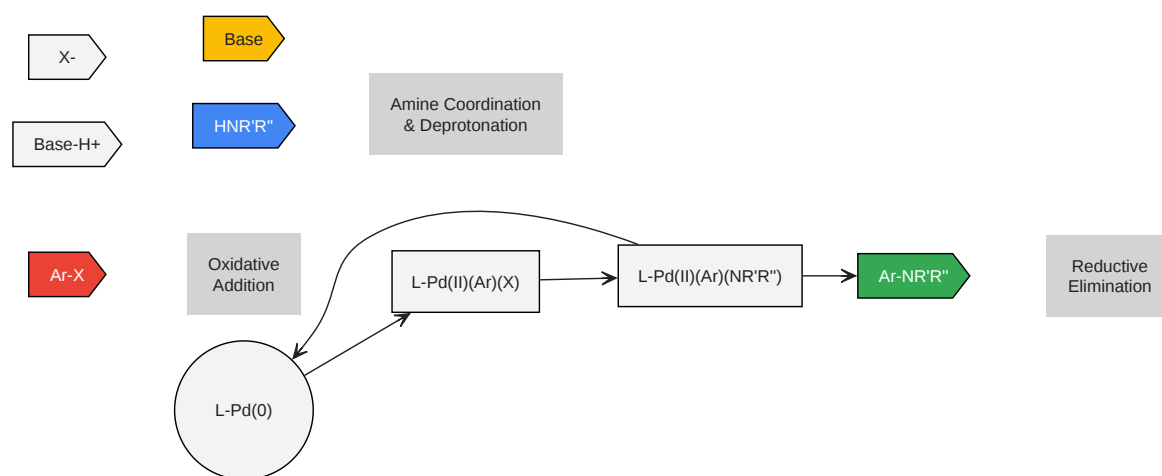 Base
X-
Amine Coordination
& Deprotonation
HNR'R"
Base-H+
Oxidative
Addition
Ar-X
L-Pd(II)(Ar)(X)
L-Pd(II)(Ar)(NR'R")
Ar-NR'R"
Reductive
Elimination
L-Pd(0)